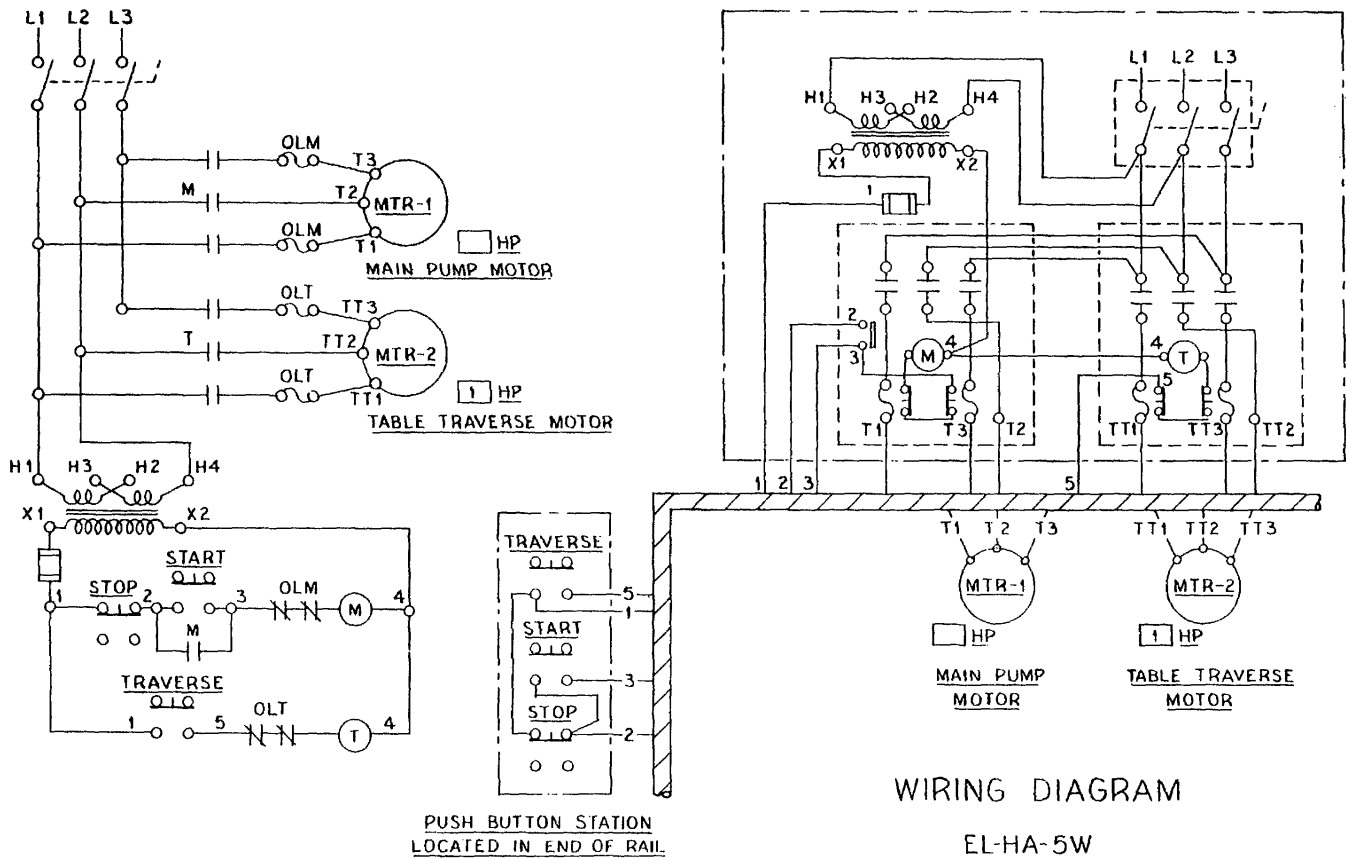 L1 L2 L3
OLM
T3
M
T2
MTR-1
OLM
T1
HP
MAIN PUMP MOTOR
OLT
TT3
T
TT2
MTR-2
OLT
TT1
1 HP
TABLE TRAVERSE MOTOR
H1 H3 H2 H4
X1 X2
START
STOP
1 2 3 OLM M 4
M
TRAVERSE
1 5 OLT T 4
TRAVERSE
5
1
START
3
STOP
2
PUSH BUTTON STATION
LOCATED IN END OF RAIL
L1 L2 L3
H1 H3 H2 H4
X1 X2
1
2
3
M 4
4 T
5
T1 T3 T2
TT1 TT3 TT2
1 2 3 5
T1 T2 T3
MTR-1
HP
MAIN PUMP
MOTOR
TT1 TT2 TT3
MTR-2
1 HP
TABLE TRAVERSE
MOTOR
WIRING DIAGRAM
EL-HA-5W